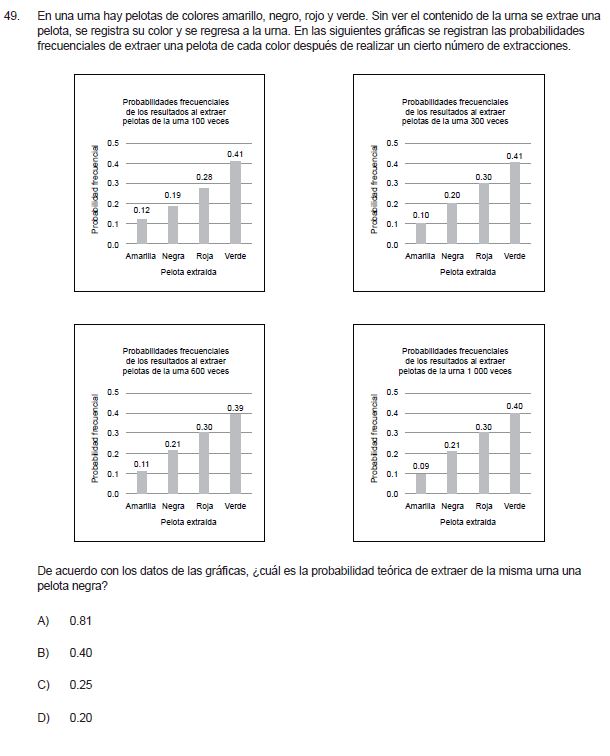 49. En una urna hay pelotas de colores amarillo, negro, rojo y verde. Sin ver el contenido de la urna se extrae una
pelota, se registra su color y se regresa a la urna. En las siguientes gráficas se registran las probabilidades
frecuenciales de extraer una pelota de cada color después de realizar un cierto número de extracciones.
Probabilidades frecuenciales
de los resultados al extraer
pelotas de la urna 100 veces
Probabilidad frecuencial
0.5
0.4
0.3
0.2
0.1
0.0
0.12
0.19
0.28
0.41
Amarilla Negra Roja Verde
Pelota extraída
Probabilidades frecuenciales
de los resultados al extraer
pelotas de la urna 300 veces
Probabilidad frecuencial
0.5
0.4
0.3
0.2
0.1
0.0
0.10
0.20
0.30
0.41
Amarilla Negra Roja Verde
Pelota extraída
Probabilidades frecuenciales
de los resultados al extraer
pelotas de la urna 600 veces
Probabilidad frecuencial
0.5
0.4
0.3
0.2
0.1
0.0
0.11
0.21
0.30
0.39
Amarilla Negra Roja Verde
Pelota extraída
Probabilidades frecuenciales
de los resultados al extraer
pelotas de la urna 1 000 veces
Probabilidad frecuencial
0.5
0.4
0.3
0.2
0.1
0.0
0.09
0.21
0.30
0.40
Amarilla Negra Roja Verde
Pelota extraída
De acuerdo con los datos de las gráficas, ¿cuál es la probabilidad teórica de extraer de la misma urna una
pelota negra?
A) 0.81
B) 0.40
C) 0.25
D) 0.20